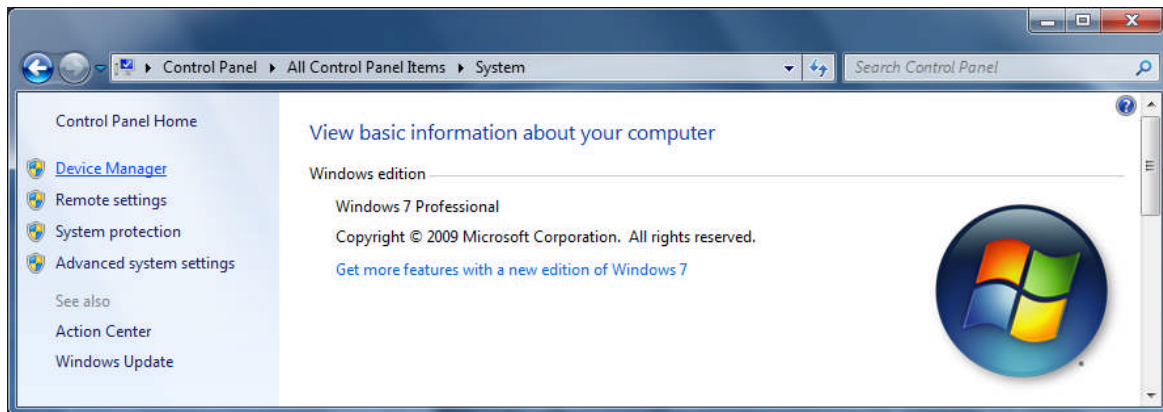 Control Panel ▸ All Control Panel Items ▸ System
Search Control Panel
Control Panel Home
Device Manager
Remote settings
System protection
Advanced system settings
See also
Action Center
Windows Update
View basic information about your computer
Windows edition
Windows 7 Professional
Copyright © 2009 Microsoft Corporation.  All rights reserved.
Get more features with a new edition of Windows 7